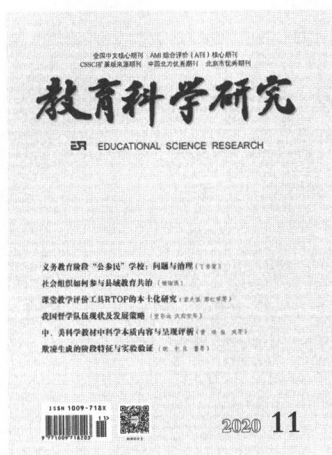 全国中文核心期刊 AMI综合评价(A刊)核心期刊
CSSCI扩展版来源期刊 中国北方优秀期刊 北京市优秀期刊
教育科学研究
ESR EDUCATIONAL SCIENCE RESEARCH
义务教育阶段“公参民”学校:问题与治理
社会组织如何参与县域教育共治
课堂教学评价工具RTOP的本土化研究
我国督学队伍现状及发展策略
中、美科学教材中科学本质内容与呈现评析
欺凌生成的阶段特征与实验验证
ISSN 1009-718X
11>
9 771009 718203
2020 11